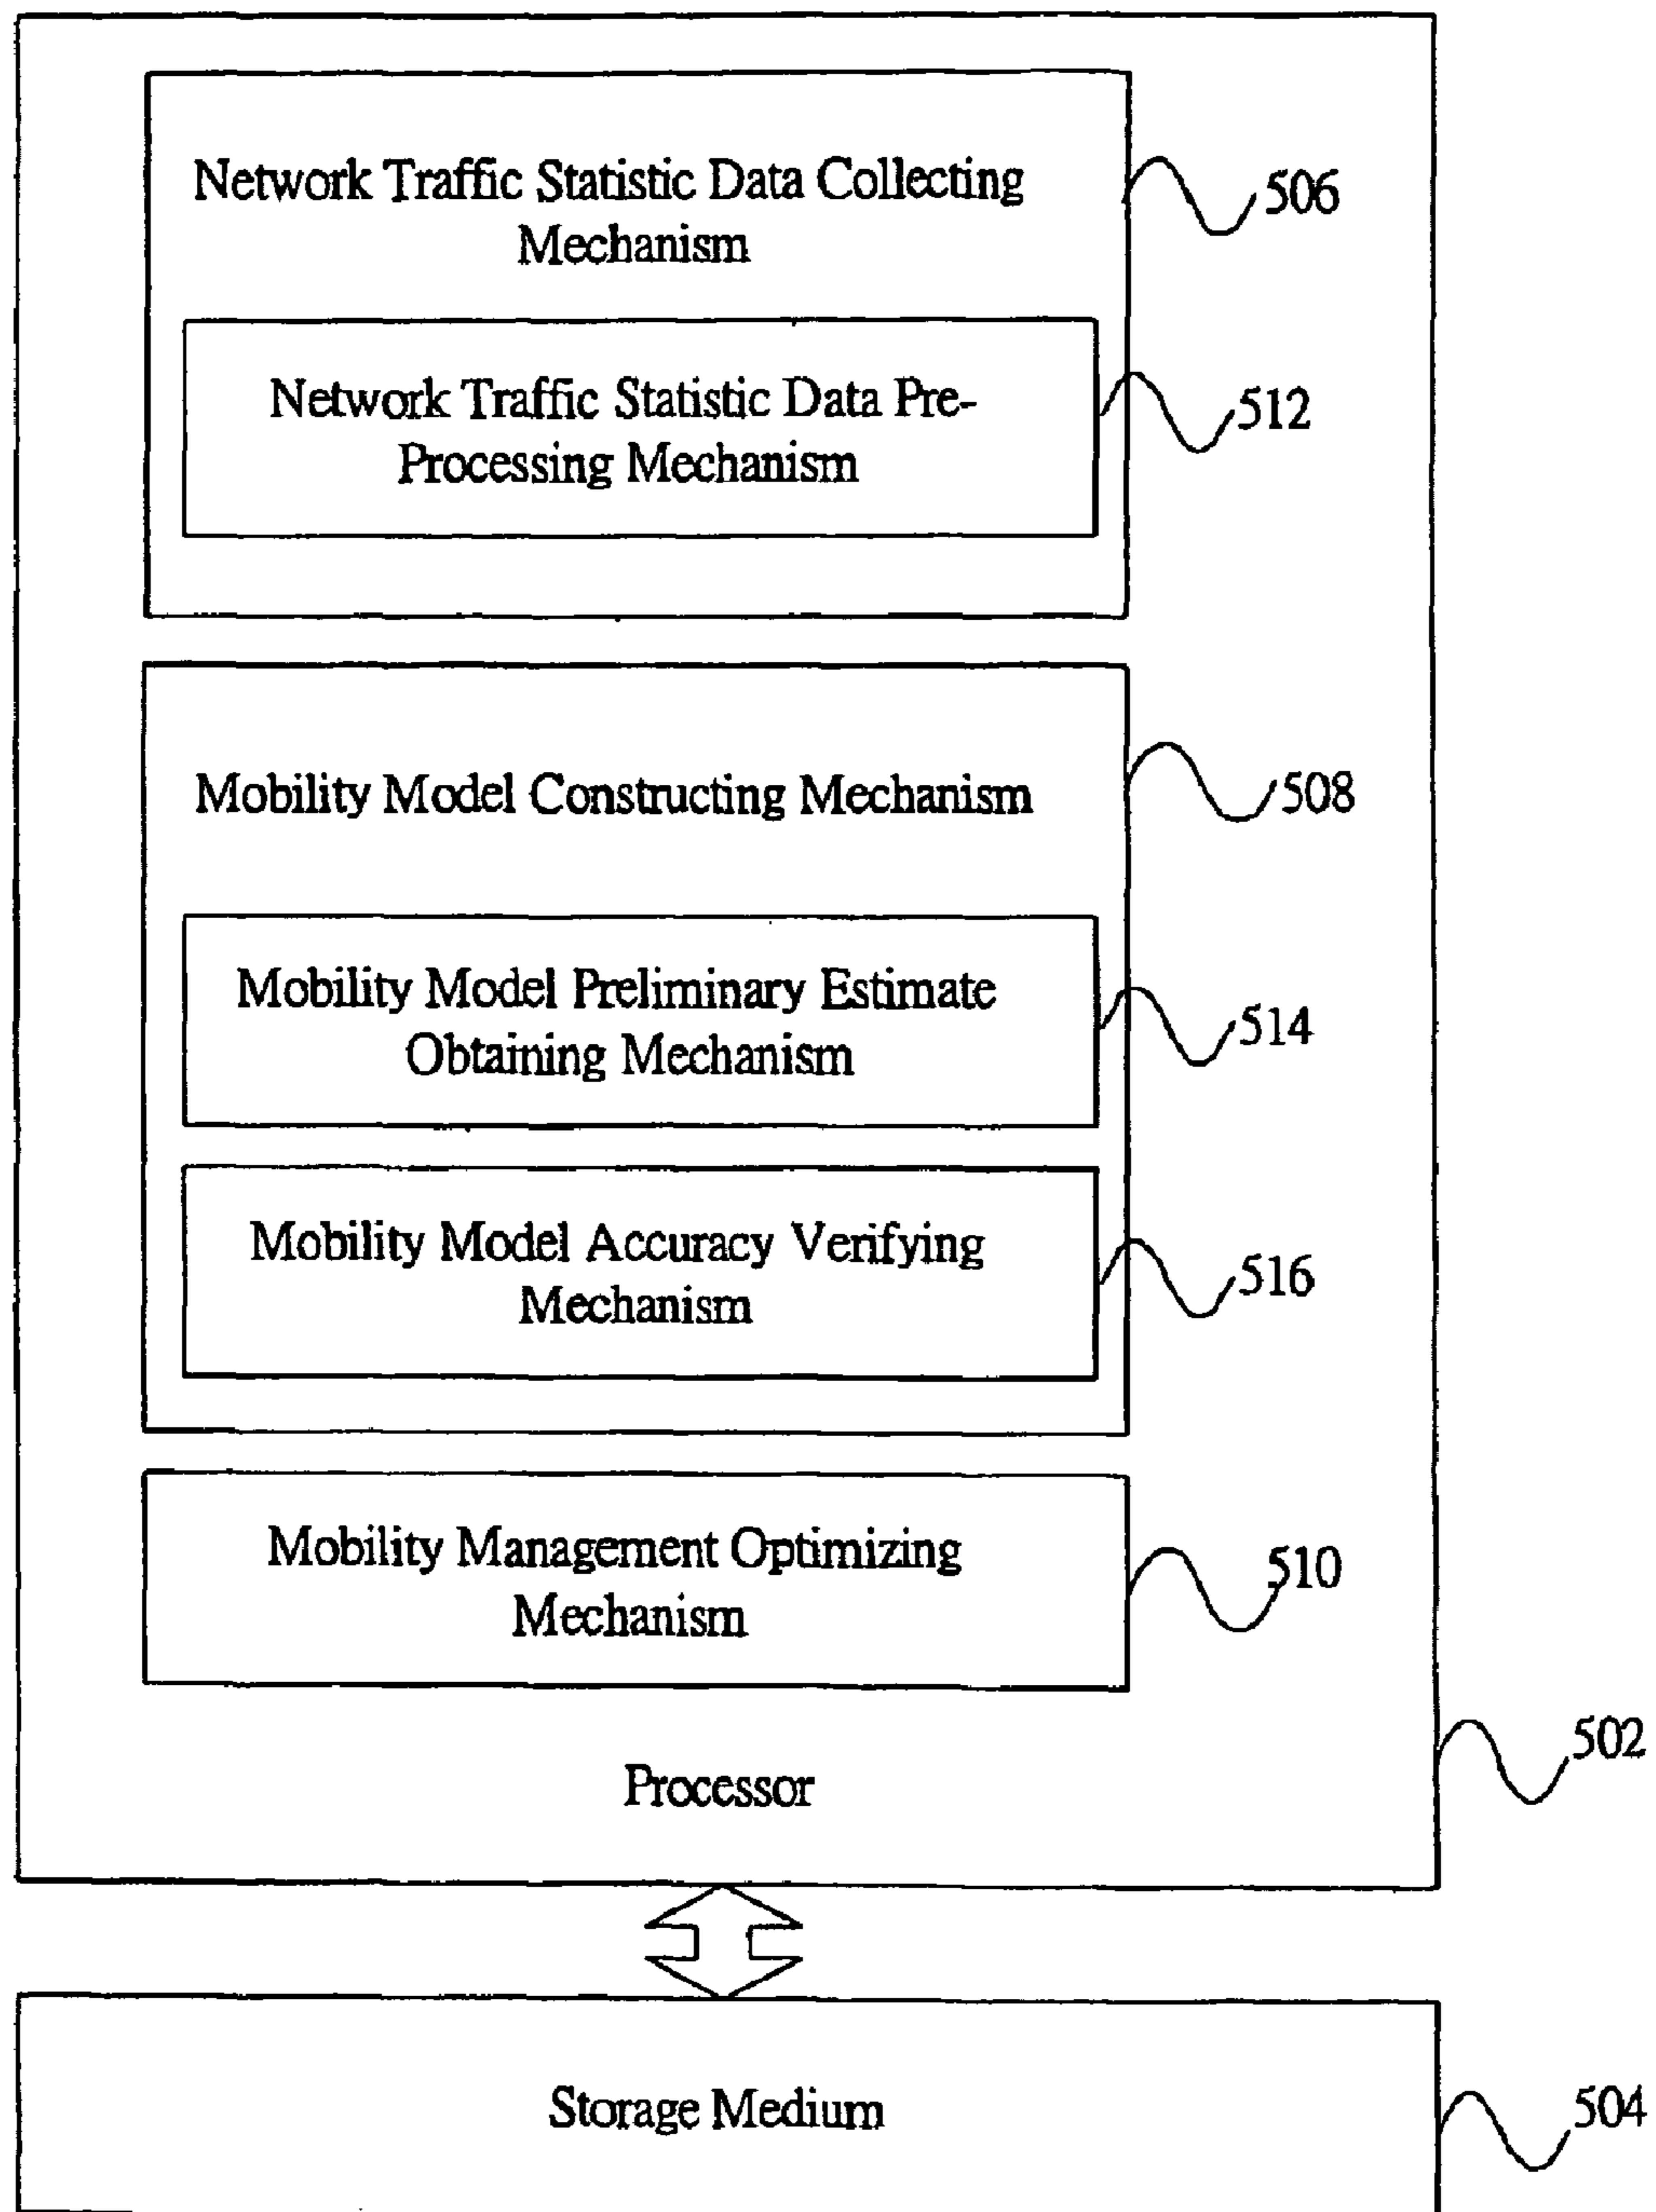 Network Traffic Statistic Data Collecting
Mechanism
506
Network Traffic Statistic Data Pre-
Processing Mechanism
512
Mobility Model Constructing Mechanism
508
Mobility Model Preliminary Estimate
Obtaining Mechanism
514
Mobility Model Accuracy Verifying
Mechanism
516
Mobility Management Optimizing
Mechanism
510
502
Processor
Storage Medium
504